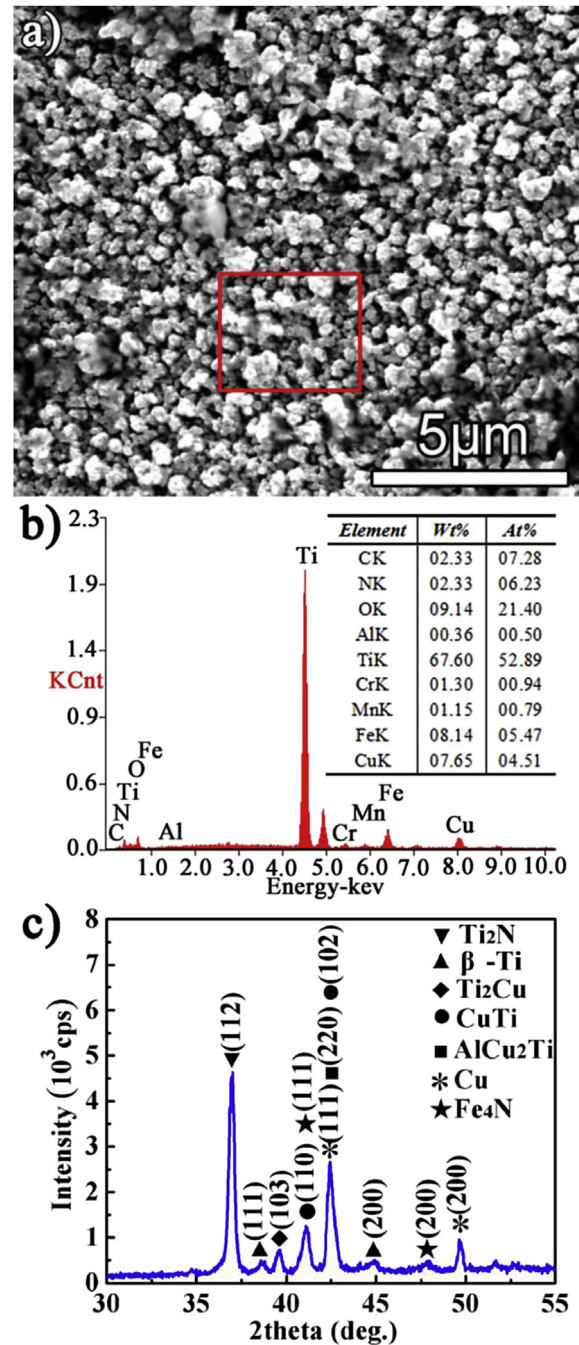 a)
5μm
b)
2.3
1.9
1.4
KCnt
0.9
0.6
0.0
Ti
Fe
O
Ti
N
C
Al
Cr
Mn
Fe
Cu
1.0 2.0 3.0 4.0 5.0 6.0 7.0 8.0 9.0 10.0
Energy-kev
Element Wt% At%
CK 02.33 07.28
NK 02.33 06.23
OK 09.14 21.40
AlK 00.36 00.50
TiK 67.60 52.89
CrK 01.30 00.94
MnK 01.15 00.79
FeK 08.14 05.47
CuK 07.65 04.51
c)
8
7
6
5
4
3
2
1
0
Intensity (10³ cps)
▼(112)
▲(111)
◆(103)
●(110) ★(111)
*(111) ■(220) ●(102)
▲(200)
★(200)
*(200)
▼ Ti₂N
▲ β -Ti
◆ Ti₂Cu
● CuTi
■ AlCu₂Ti
* Cu
★ Fe₄N
30 35 40 45 50 55
2theta (deg.)